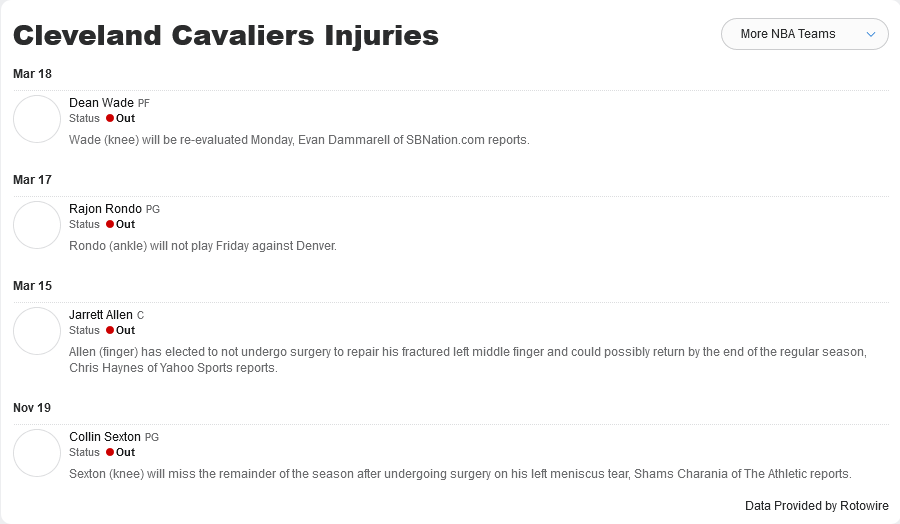 Cleveland Cavaliers Injuries
More NBA Teams
Mar 18
Dean Wade PF
Status Out
Wade (knee) will be re-evaluated Monday, Evan Dammarell of SBNation.com reports.
Mar 17
Rajon Rondo PG
Status Out
Rondo (ankle) will not play Friday against Denver.
Mar 15
Jarrett Allen C
Status Out
Allen (finger) has elected to not undergo surgery to repair his fractured left middle finger and could possibly return by the end of the regular season,
Chris Haynes of Yahoo Sports reports.
Nov 19
Collin Sexton PG
Status Out
Sexton (knee) will miss the remainder of the season after undergoing surgery on his left meniscus tear, Shams Charania of The Athletic reports.
Data Provided by Rotowire